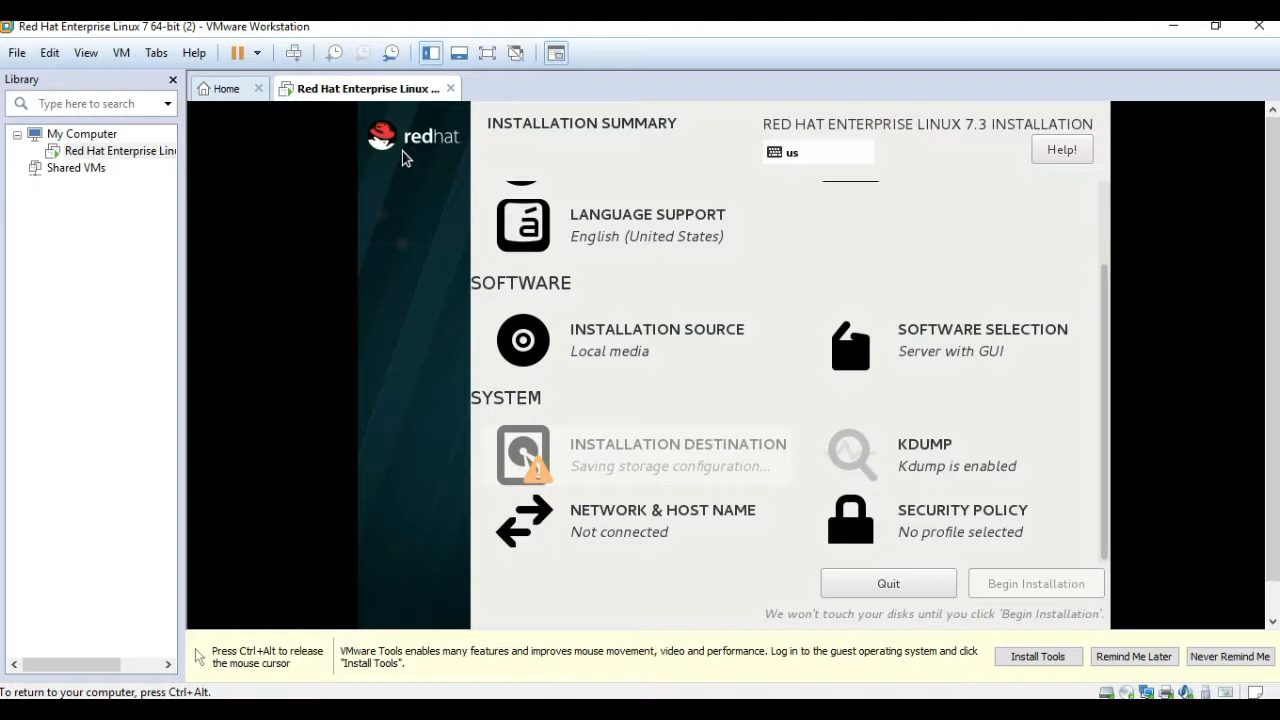 Red Hat Enterprise Linux 7 64-bit (2) - VMware Workstation
File Edit View VM Tabs Help
Library
Type here to search
My Computer
Red Hat Enterprise Linu
Shared VMs
Home
Red Hat Enterprise Linux ...
redhat.
INSTALLATION SUMMARY
RED HAT ENTERPRISE LINUX 7.3 INSTALLATION
us
Help!
LANGUAGE SUPPORT
English (United States)
SOFTWARE
INSTALLATION SOURCE
Local media
SOFTWARE SELECTION
Server with GUI
SYSTEM
INSTALLATION DESTINATION
Saving storage configuration...
KDUMP
Kdump is enabled
NETWORK & HOST NAME
Not connected
SECURITY POLICY
No profile selected
Quit
Begin Installation
We won't touch your disks until you click 'Begin Installation'.
Press Ctrl+Alt to release
the mouse cursor
VMware Tools enables many features and improves mouse movement, video and performance. Log in to the guest operating system and click
"Install Tools".
Install Tools
Remind Me Later
Never Remind Me
To return to your computer, press Ctrl+Alt.